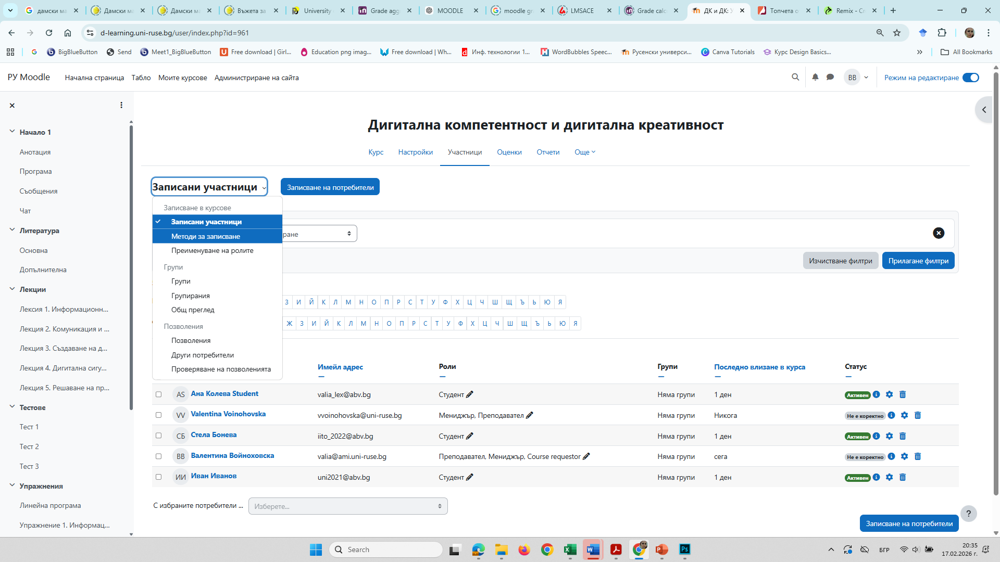 дамски ма
Дамски ма
Дамски ма
Въжета за
University
Grade agg
MOODLE
moodle gr
LMSACE
Grade calc
ДК и ДК: У
Топчета о
Remix - Cr
d-learning.uni-ruse.bg/user/index.php?id=961
BigBlueButton
Send
Meet1_BigBlueButton
Free download | Girl...
Education png imag...
Free download | Wh...
Инф. технологии 1...
WordBubbles Speec...
Русенски универси...
Canva Tutorials
Курс Design Basics...
All Bookmarks
РУ Moodle
Начална страница
Табло
Моите курсове
Администриране на сайта
ВВ
Режим на редактиране
Начало 1
Анотация
Програма
Съобщения
Чат
Литература
Основна
Допълнителна
Лекции
Лексия 1. Информационн...
Лекция 2. Комуникация и ...
Лекция 3. Създаване на д...
Лекция 4. Дигитална сигу...
Лекция 5. Решаване на пр...
Тестове
Тест 1
Тест 2
Тест 3
Упражнения
Линейна програма
Упражнение 1. Информац...
Дигитална компетентност и дигитална креативност
Курс
Настройки
Участници
Оценки
Отчети
Още
Записани участници
Записване на потребители
Записване в курсове
Записани участници
Методи за записване
Преименуване на ролите
Групи
Групи
Групирания
Общ преглед
Позволения
Позволения
Други потребители
Проверяване на позволенията
ране
Изчистване филтри
Прилагане филтри
З И Й К Л М Н О П Р С Т У Ф Х Ц Ч Ш Щ Ъ Ь Ю Я
Ж З И Й К Л М Н О П Р С Т У Ф Х Ц Ч Ш Щ Ъ Ь Ю Я
Имейл адрес
Роли
Групи
Последно влизане в курса
Статус
AS Ана Колева Student valia_lex@abv.bg Студент Няма групи 1 ден Активен
VV Valentina Voinohovska vvoinohovska@uni-ruse.bg Мениджър, Преподавател Няма групи Никога Не е коректно
СБ Стела Бонева iito_2022@abv.bg Студент Няма групи 1 ден Активен
ВВ Валентина Войноховска valia@ami.uni-ruse.bg Преподавател, Мениджър, Course requestor Няма групи сега Не е коректно
ИИ Иван Иванов uni2021@abv.bg Студент Няма групи 1 ден Активен
С избраните потребители ...
Изберете...
Записване на потребители
?
Search
БГР
20:35
17.02.2026 г.